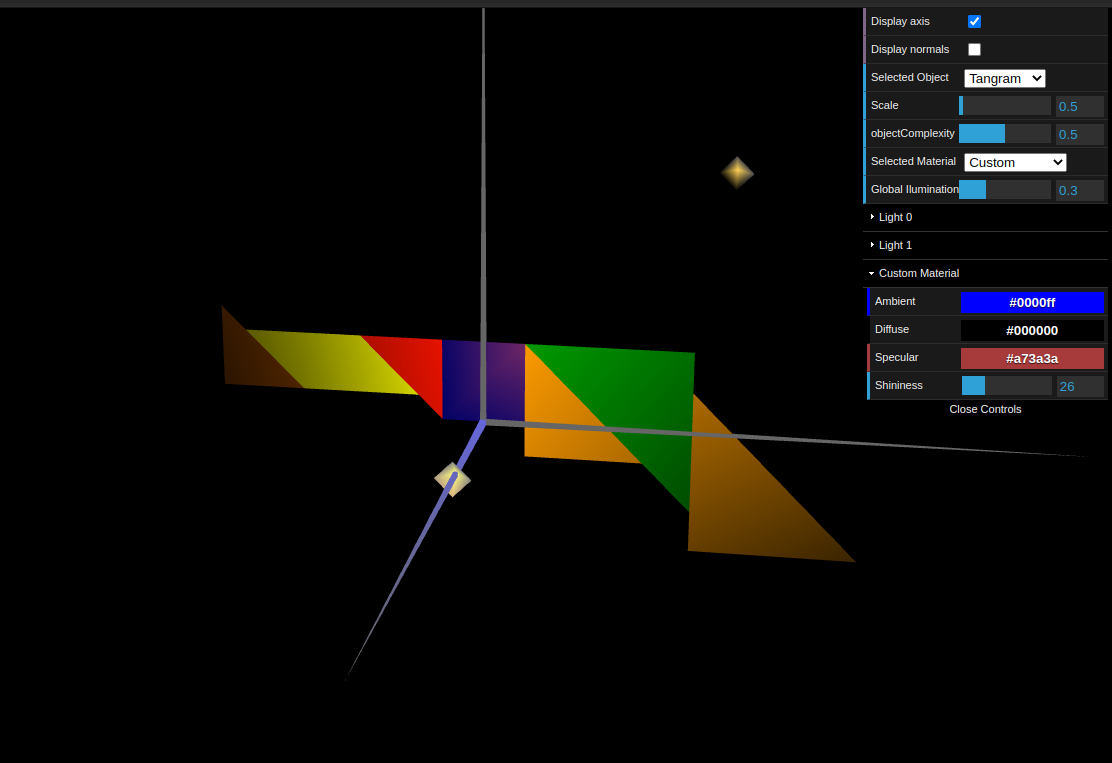 Display axis
Display normals
Selected Object Tangram
Scale 0.5
objectComplexity 0.5
Selected Material Custom
Global Ilumination 0.3
Light 0
Light 1
Custom Material
Ambient #0000ff
Diffuse #000000
Specular #a73a3a
Shininess 26
Close Controls